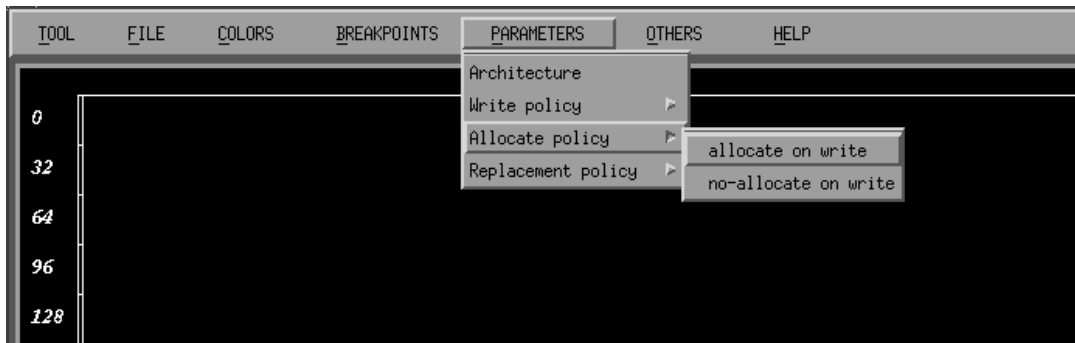 TOOL FILE COLORS BREAKPOINTS PARAMETERS OTHERS HELP
Architecture
Write policy
Allocate policy
Replacement policy
allocate on write
no-allocate on write
0
32
64
96
128